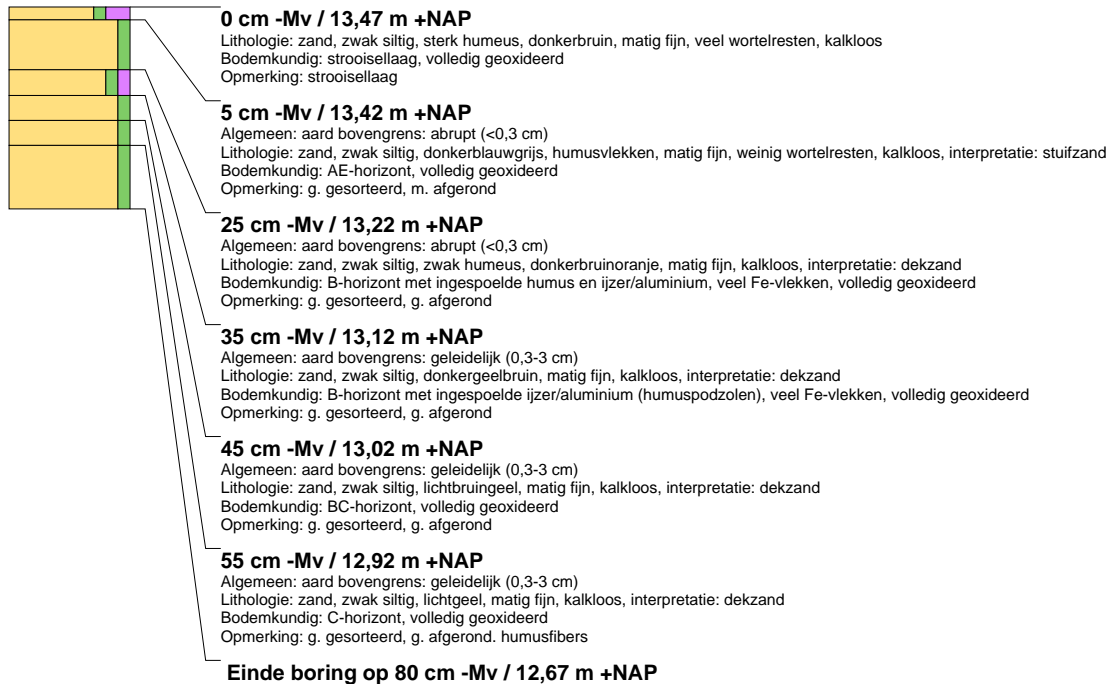 0 cm -Mv / 13,47 m +NAP
Lithologie: zand, zwak siltig, sterk humeus, donkerbruin, matig fijn, veel wortelresten, kalkloos
Bodemkundig: strooisellaag, volledig geoxideerd
Opmerking: strooisellaag
5 cm -Mv / 13,42 m +NAP
Algemeen: aard bovengrens: abrupt (<0,3 cm)
Lithologie: zand, zwak siltig, donkerblauwgrijs, humusvlekken, matig fijn, weinig wortelresten, kalkloos, interpretatie: stuifzand
Bodemkundig: AE-horizont, volledig geoxideerd
Opmerking: g. gesorteerd, m. afgerond
25 cm -Mv / 13,22 m +NAP
Algemeen: aard bovengrens: abrupt (<0,3 cm)
Lithologie: zand, zwak siltig, zwak humeus, donkerbruinoranje, matig fijn, kalkloos, interpretatie: dekzand
Bodemkundig: B-horizont met ingespoelde humus en ijzer/aluminium, veel Fe-vlekken, volledig geoxideerd
Opmerking: g. gesorteerd, g. afgerond
35 cm -Mv / 13,12 m +NAP
Algemeen: aard bovengrens: geleidelijk (0,3-3 cm)
Lithologie: zand, zwak siltig, donkergeelbruin, matig fijn, kalkloos, interpretatie: dekzand
Bodemkundig: B-horizont met ingespoelde ijzer/aluminium (humuspodzolen), veel Fe-vlekken, volledig geoxideerd
Opmerking: g. gesorteerd, g. afgerond
45 cm -Mv / 13,02 m +NAP
Algemeen: aard bovengrens: geleidelijk (0,3-3 cm)
Lithologie: zand, zwak siltig, lichtbruingeel, matig fijn, kalkloos, interpretatie: dekzand
Bodemkundig: BC-horizont, volledig geoxideerd
Opmerking: g. gesorteerd, g. afgerond
55 cm -Mv / 12,92 m +NAP
Algemeen: aard bovengrens: geleidelijk (0,3-3 cm)
Lithologie: zand, zwak siltig, lichtgeel, matig fijn, kalkloos, interpretatie: dekzand
Bodemkundig: C-horizont, volledig geoxideerd
Opmerking: g. gesorteerd, g. afgerond. humusfibers
Einde boring op 80 cm -Mv / 12,67 m +NAP